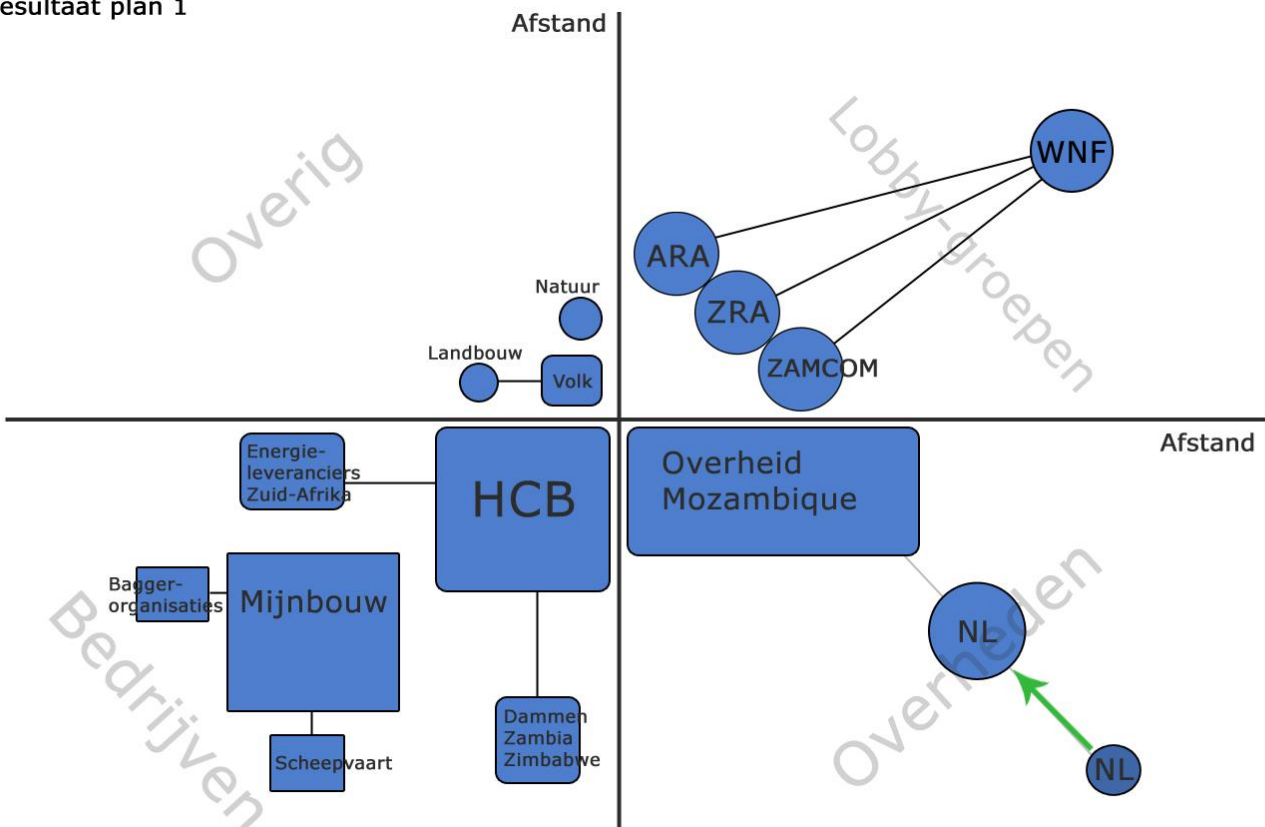 esultaat plan 1
Afstand
Overig
Lobby-groepen
WNF
ARA
ZRA
ZAMCOM
Natuur
Landbouw
Volk
Afstand
Energie-
leveranciers
Zuid-Afrika
HCB
Overheid
Mozambique
Bagger-
organisaties
Mijnbouw
Bedrijven
Scheepvaart
Dammen
Zambia
Zimbabwe
NL
Overheden
NL